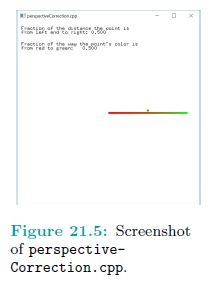 perspectiveCorrection.cpp
Fraction of the distance the point is
from left end to right: 0.500
Fraction of the way the point's color is
from red to green: 0.500
Figure 21.5: Screenshot
of perspective-
Correction.cpp.